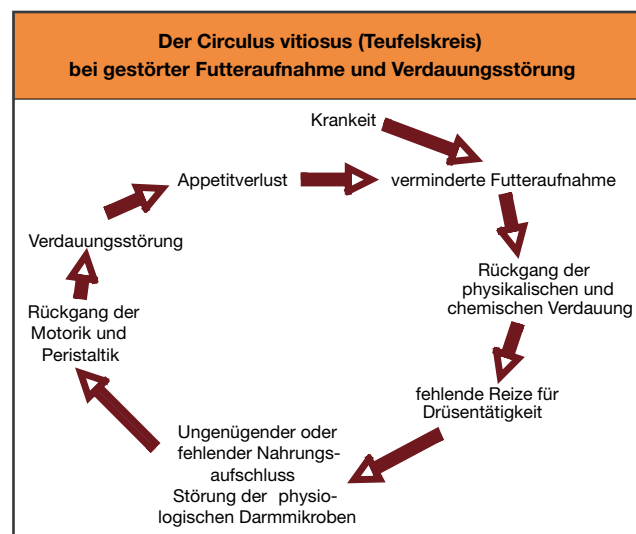 Der Circulus vitiosus (Teufelskreis)
bei gestörter Futteraufnahme und Verdauungsstörung
Krankeit
Appetitverlust
verminderte Futteraufnahme
Verdauungsstörung
Rückgang der
physikalischen und
chemischen Verdauung
Rückgang der
Motorik und
Peristaltik
fehlende Reize für
Drüsentätigkeit
Ungenügender oder
fehlender Nahrungs-
aufschluss
Störung der physio-
logischen Darmmikroben